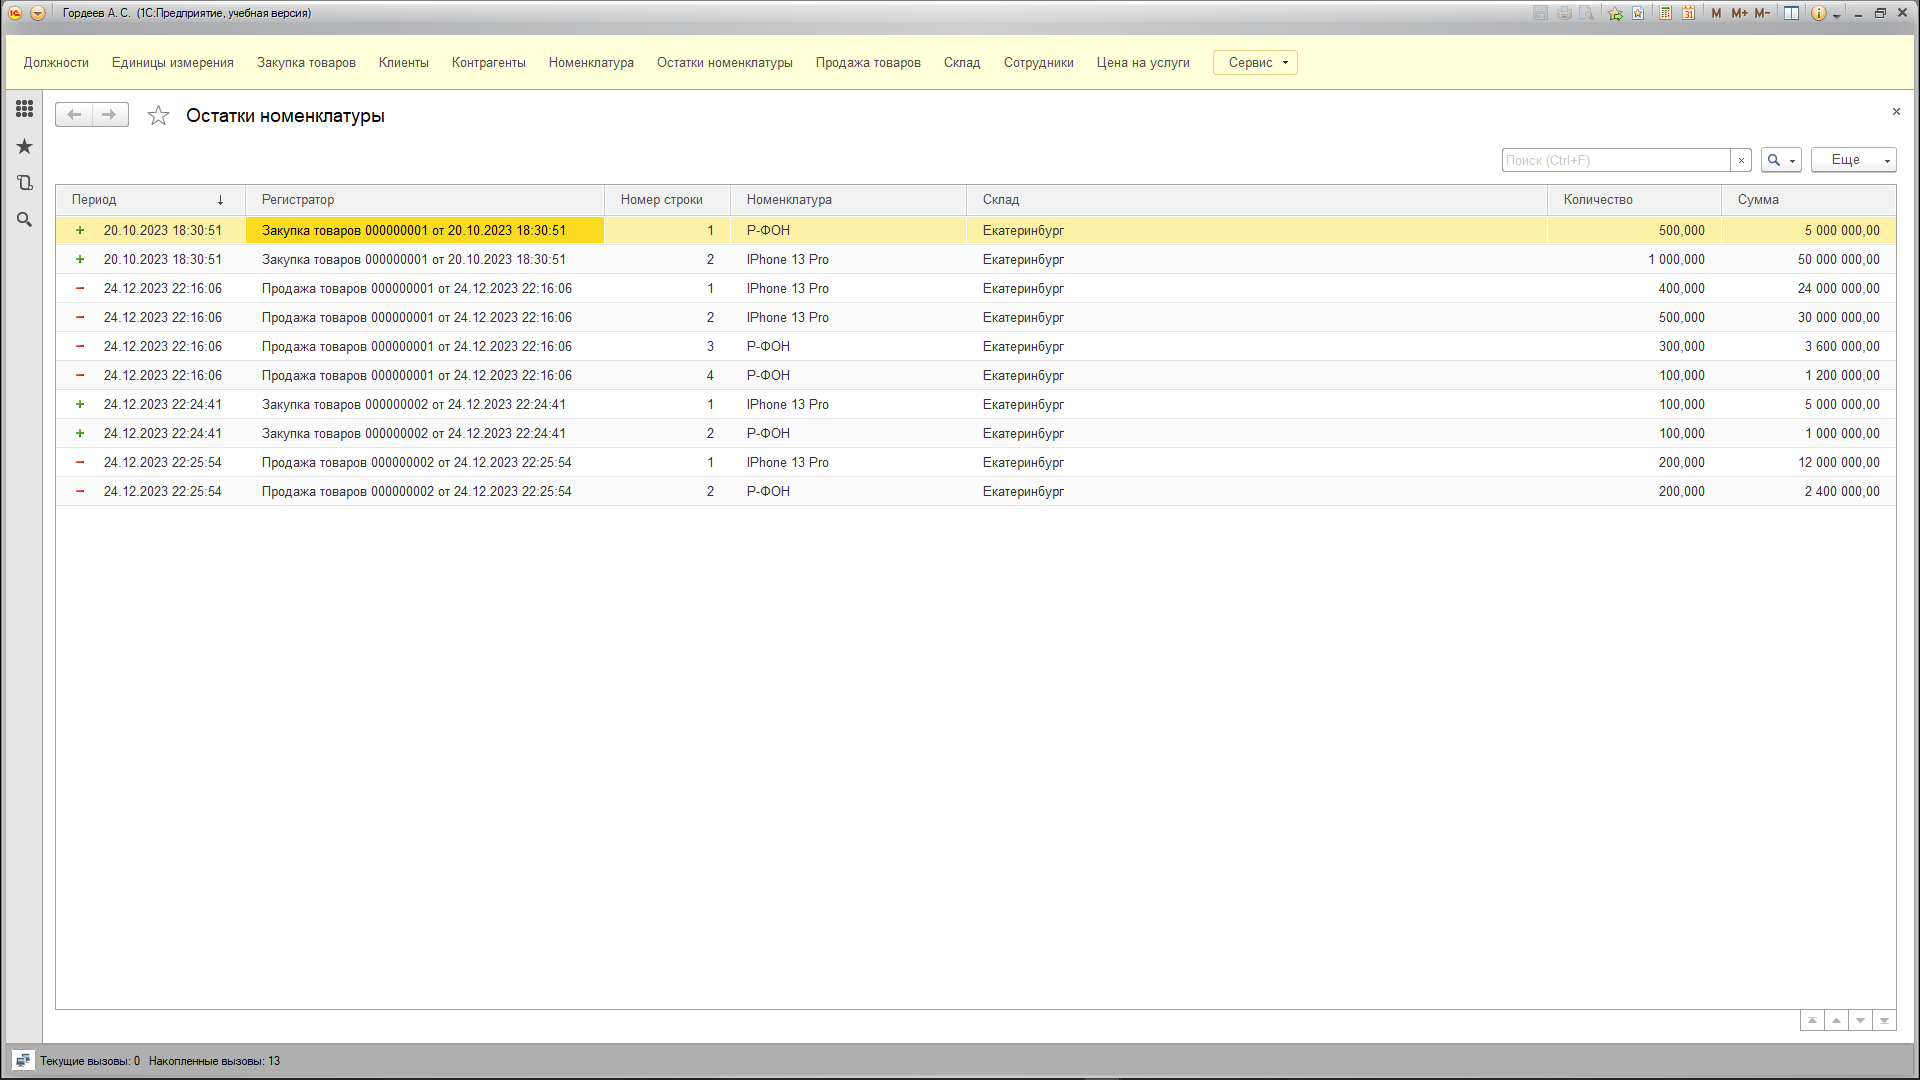 Гордеев А. С. (1С:Предприятие, учебная версия)
M M+ M-
Должности Единицы измерения Закупка товаров Клиенты Контрагенты Номенклатура Остатки номенклатуры Продажа товаров Склад Сотрудники Цена на услуги Сервис
Остатки номенклатуры
Поиск (Ctrl+F) × Еще
Период Регистратор Номер строки Номенклатура Склад Количество Сумма
+ 20.10.2023 18:30:51 Закупка товаров 000000001 от 20.10.2023 18:30:51 1 Р-ФОН Екатеринбург 500,000 5 000 000,00
+ 20.10.2023 18:30:51 Закупка товаров 000000001 от 20.10.2023 18:30:51 2 IPhone 13 Pro Екатеринбург 1 000,000 50 000 000,00
− 24.12.2023 22:16:06 Продажа товаров 000000001 от 24.12.2023 22:16:06 1 IPhone 13 Pro Екатеринбург 400,000 24 000 000,00
− 24.12.2023 22:16:06 Продажа товаров 000000001 от 24.12.2023 22:16:06 2 IPhone 13 Pro Екатеринбург 500,000 30 000 000,00
− 24.12.2023 22:16:06 Продажа товаров 000000001 от 24.12.2023 22:16:06 3 Р-ФОН Екатеринбург 300,000 3 600 000,00
− 24.12.2023 22:16:06 Продажа товаров 000000001 от 24.12.2023 22:16:06 4 Р-ФОН Екатеринбург 100,000 1 200 000,00
+ 24.12.2023 22:24:41 Закупка товаров 000000002 от 24.12.2023 22:24:41 1 IPhone 13 Pro Екатеринбург 100,000 5 000 000,00
+ 24.12.2023 22:24:41 Закупка товаров 000000002 от 24.12.2023 22:24:41 2 Р-ФОН Екатеринбург 100,000 1 000 000,00
− 24.12.2023 22:25:54 Продажа товаров 000000002 от 24.12.2023 22:25:54 1 IPhone 13 Pro Екатеринбург 200,000 12 000 000,00
− 24.12.2023 22:25:54 Продажа товаров 000000002 от 24.12.2023 22:25:54 2 Р-ФОН Екатеринбург 200,000 2 400 000,00
Текущие вызовы: 0 Накопленные вызовы: 13